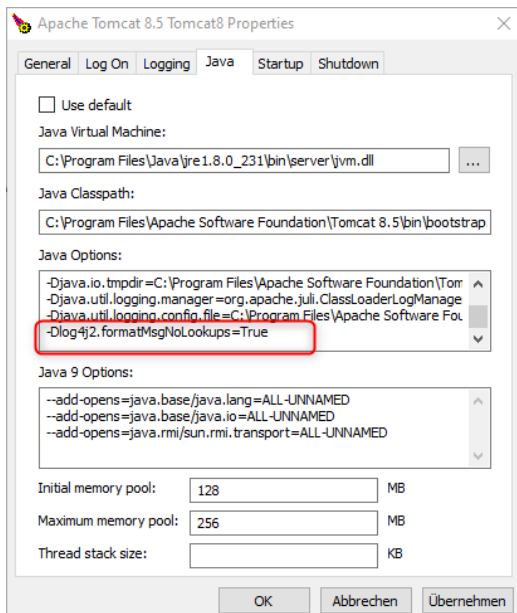 Apache Tomcat 8.5 Tomcat8 Properties
General Log On Logging Java Startup Shutdown
Use default
Java Virtual Machine:
C:\Program Files\Java\jre1.8.0_231\bin\server\jvm.dll
...
Java Classpath:
C:\Program Files\Apache Software Foundation\Tomcat 8.5\bin\bootstrap
Java Options:
-Djava.io.tmpdir=C:\Program Files\Apache Software Foundation\Tom
-Djava.util.logging.manager=org.apache.juli.ClassLoaderLogManage
-Djava.util.logging.config.file=C:\Program Files\Apache Software Fou
-Dlog4j2.formatMsgNoLookups=True
Java 9 Options:
--add-opens=java.base/java.lang=ALL-UNNAMED
--add-opens=java.base/java.io=ALL-UNNAMED
--add-opens=java.rmi/sun.rmi.transport=ALL-UNNAMED
Initial memory pool: 128 MB
Maximum memory pool: 256 MB
Thread stack size: KB
OK Abbrechen Übernehmen